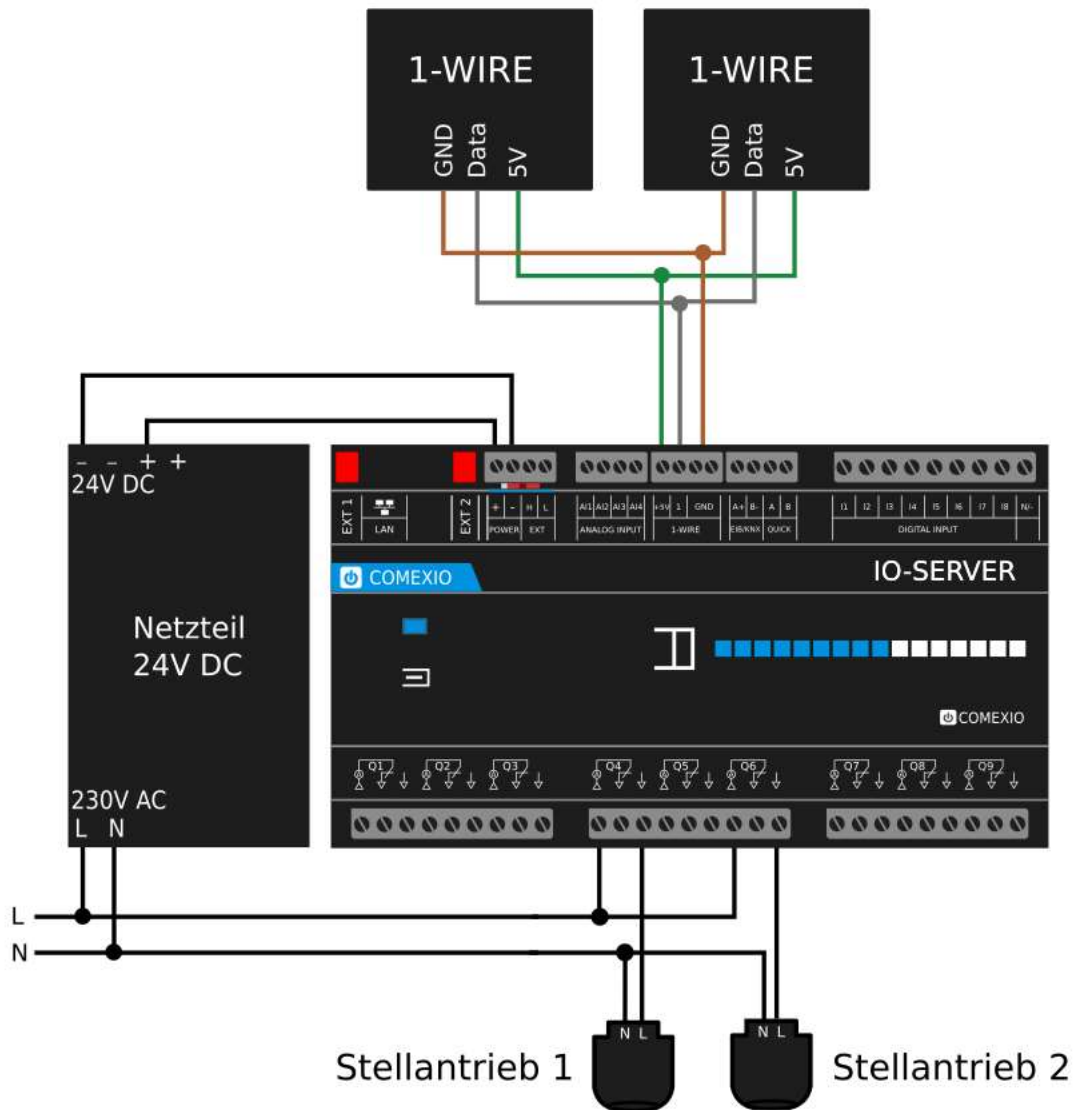 1-WIRE
GND Data 5V
1-WIRE
GND Data 5V
– – + +
24V DC
Netzteil
24V DC
230V AC
L N
EXT 1
LAN
EXT 2
+ - H L
POWER EXT
AI1 AI2 AI3 AI4
ANALOG INPUT
+5V 1 GND
1-WIRE
A+ B- A B
EIB/KNX QUICK
I1 I2 I3 I4 I5 I6 I7 I8 N/-
DIGITAL INPUT
COMEXIO
IO-SERVER
COMEXIO
Q1 Q2 Q3 Q4 Q5 Q6 Q7 Q8 Q9
L
N
N L
N L
Stellantrieb 1
Stellantrieb 2